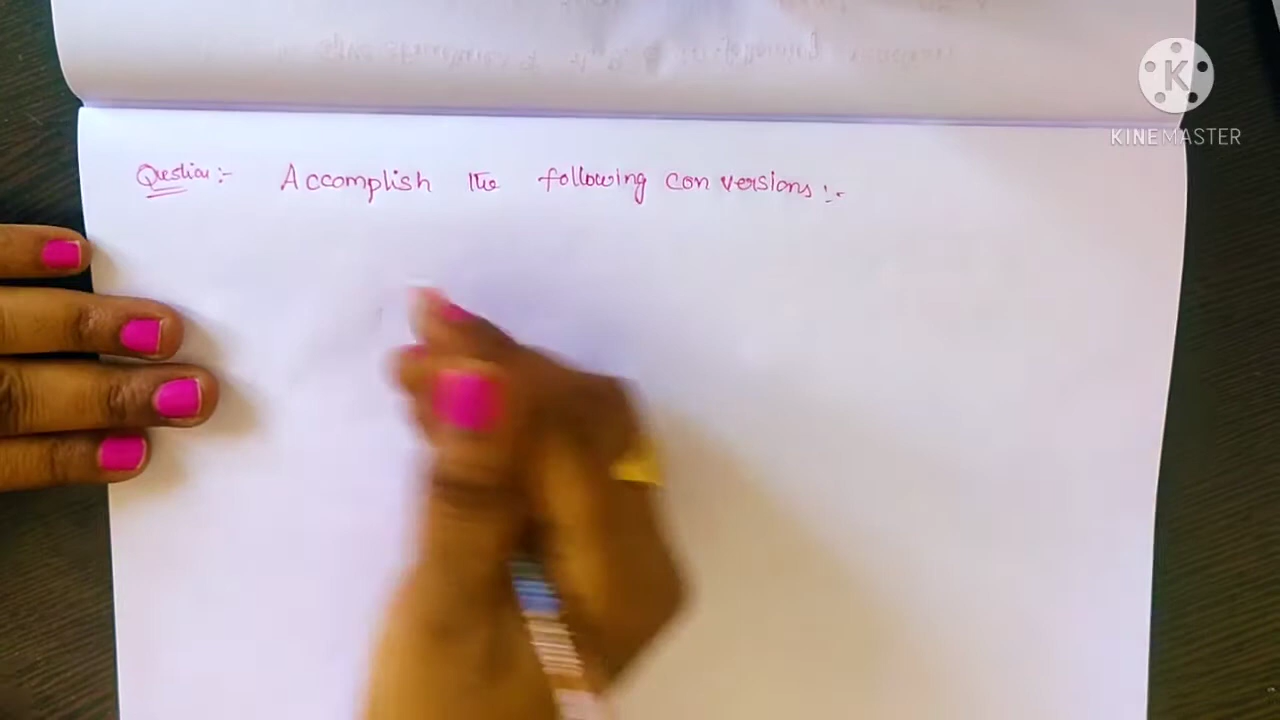 Question:- Accomplish the following conversions:-
K
KINEMASTER